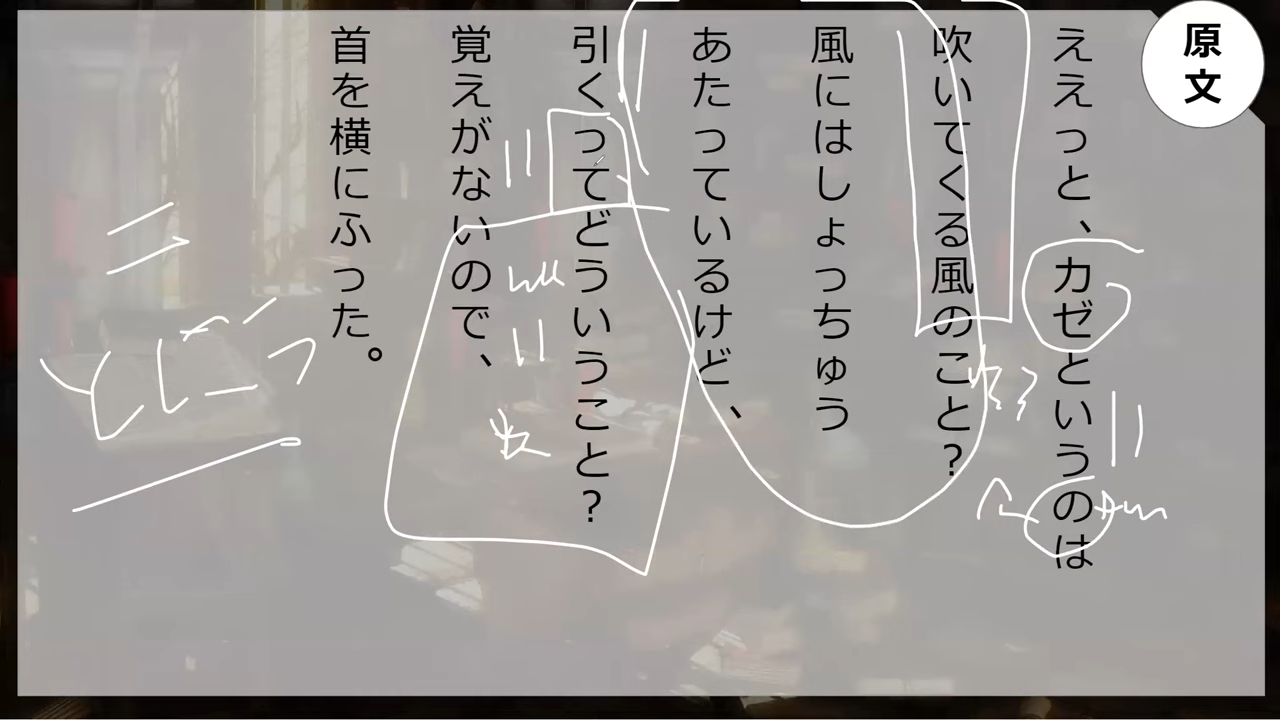 原文
ええっと、カゼというのは
吹いてくる風のこと？
風にはしょっちゅう
あたっているけど、
引くってどういうこと？
覚えがないので、
首を横にふった。